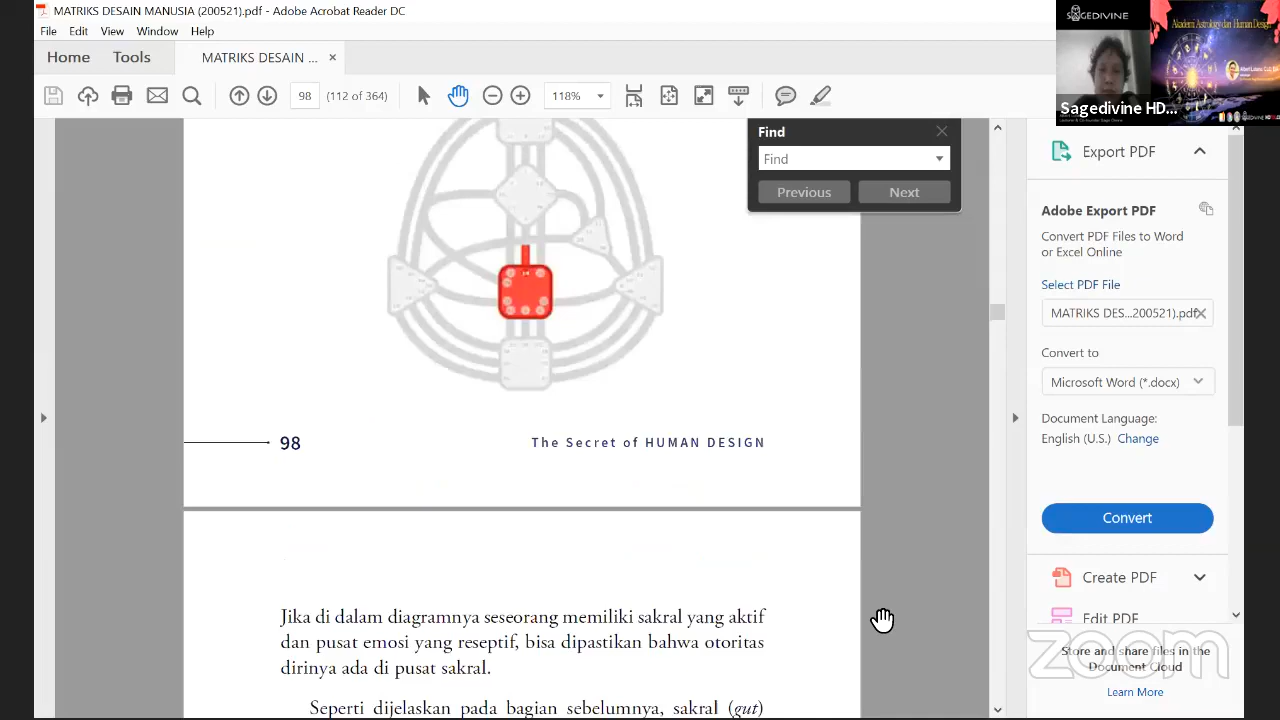 MATRIKS DESAIN MANUSIA (200521).pdf - Adobe Acrobat Reader DC
File Edit View Window Help
Home Tools MATRIKS DESAIN ... ×
98 (112 of 364) 118%
SAGEDIVINE
Akademi Astrology dan Human Design
Sagedivine HD...
Find
Find
Previous Next
98 The Secret of HUMAN DESIGN
Jika di dalam diagramnya seseorang memiliki sakral yang aktif
dan pusat emosi yang reseptif, bisa dipastikan bahwa otoritas
dirinya ada di pusat sakral.
Seperti dijelaskan pada bagian sebelumnya, sakral (gut)
Export PDF
Adobe Export PDF
Convert PDF Files to Word
or Excel Online
Select PDF File
MATRIKS DES...200521).pdf
Convert to
Microsoft Word (*.docx)
Document Language:
English (U.S.) Change
Convert
Create PDF
Edit PDF
Store and share files in the
Document Cloud
Learn More
zoom